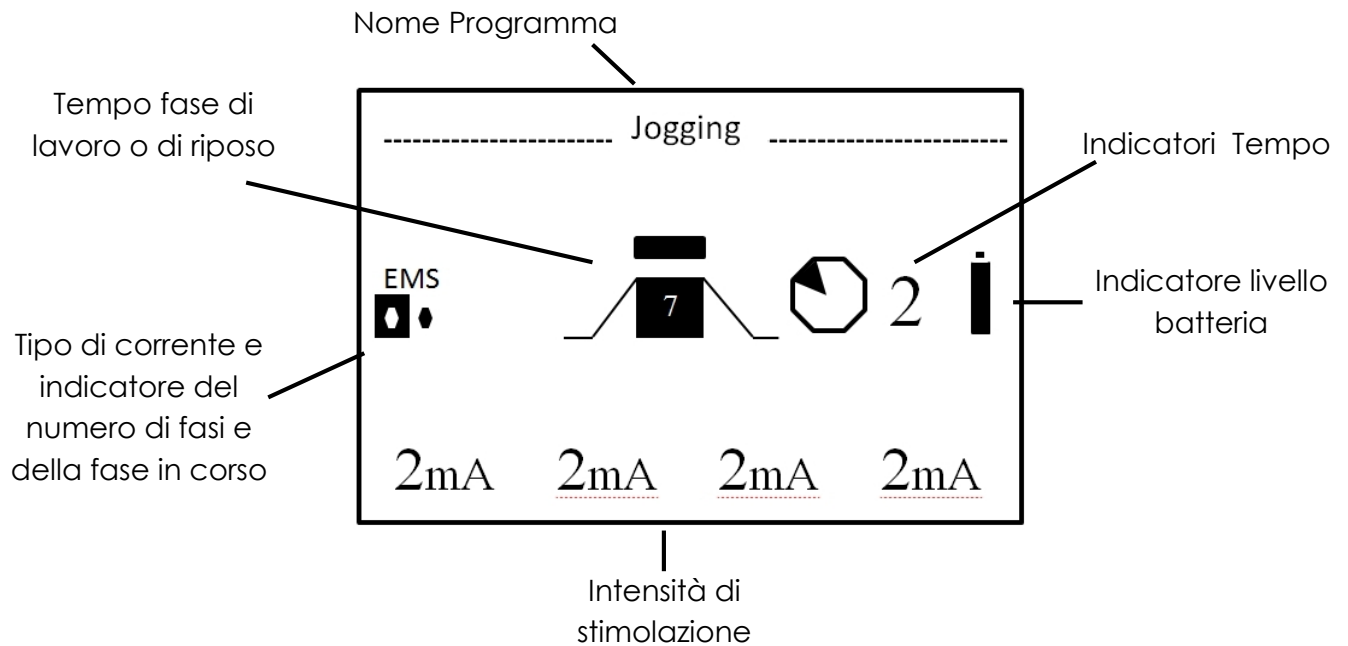 Nome Programma
Tempo fase di
lavoro o di riposo
Jogging
Indicatori Tempo
EMS
7
2
Indicatore livello
batteria
Tipo di corrente e
indicatore del
numero di fasi e
della fase in corso
2mA 2mA 2mA 2mA
Intensità di
stimolazione